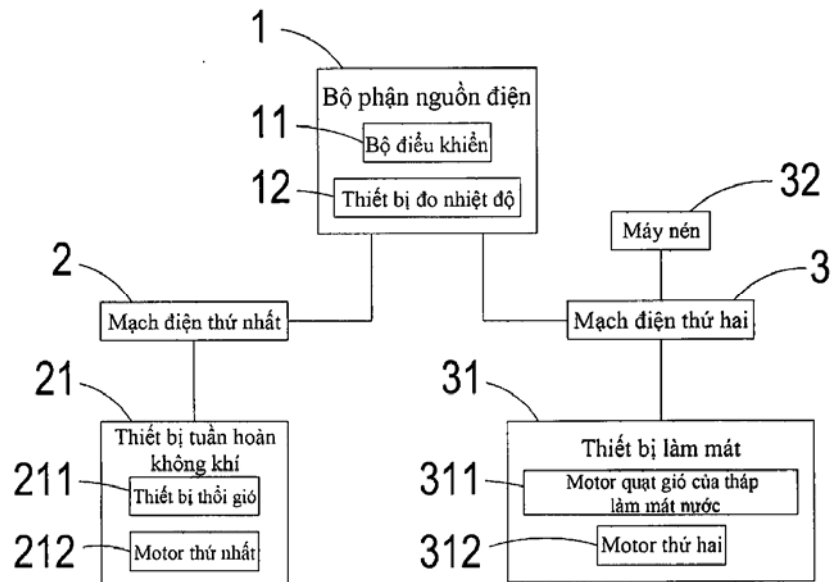 1
Bộ phận nguồn điện
11
Bộ điều khiển
12
Thiết bị đo nhiệt độ
32
Máy nén
2
Mạch điện thứ nhất
3
Mạch điện thứ hai
21
Thiết bị tuần hoàn
không khí
211
Thiết bị thổi gió
212
Motor thứ nhất
31
Thiết bị làm mát
311
Motor quạt gió của tháp
làm mát nước
312
Motor thứ hai